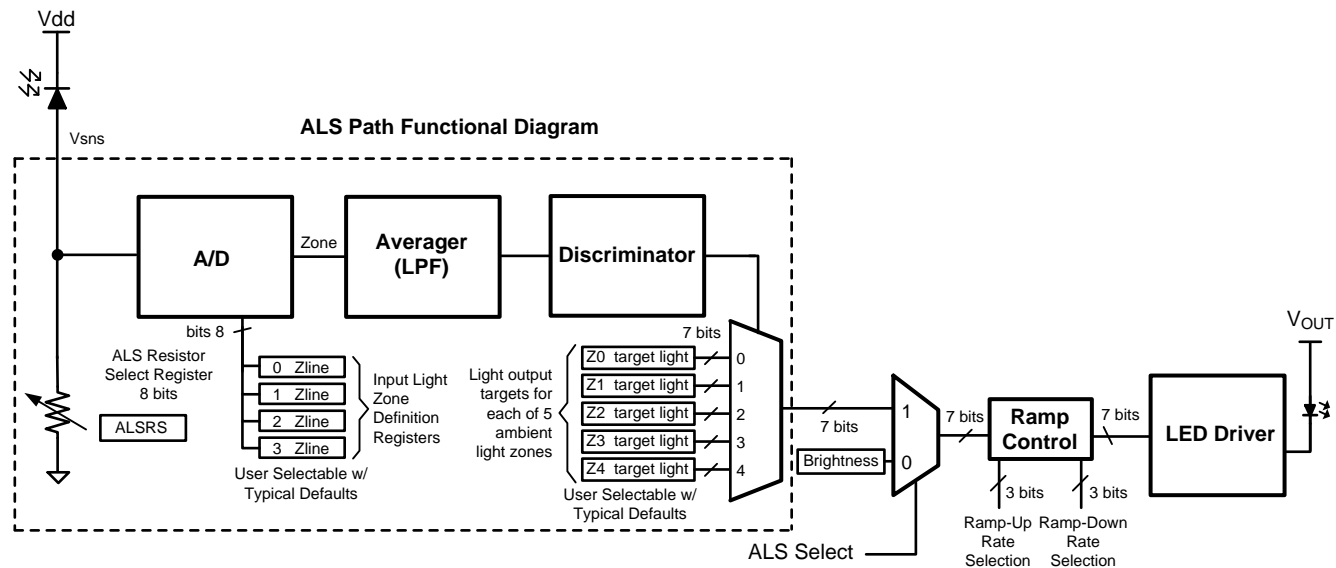 Vdd
Vsns
ALS Path Functional Diagram
A/D
Zone
Averager
(LPF)
Discriminator
bits 8
ALS Resistor
Select Register
8 bits
ALSRS
0 Zline
1 Zline
2 Zline
3 Zline
Input Light
Zone
Definition
Registers
User Selectable w/
Typical Defaults
Light output
targets for
each of 5
ambient
light zones
7 bits
Z0 target light
Z1 target light
Z2 target light
Z3 target light
Z4 target light
0
1
2
3
4
User Selectable w/
Typical Defaults
7 bits
Brightness
1
0
ALS Select
7 bits
Ramp
Control
7 bits
3 bits
3 bits
Ramp-Up
Rate
Selection
Ramp-Down
Rate
Selection
LED Driver
VOUT